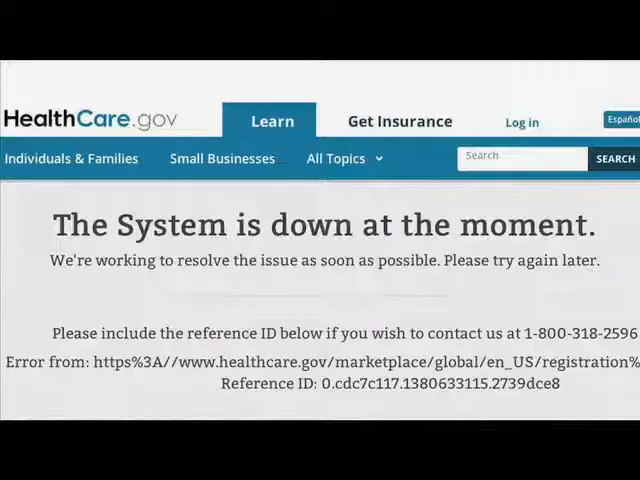 HealthCare.gov
Learn
Get Insurance
Log in
Español
Individuals & Families
Small Businesses
All Topics
Search
SEARCH
The System is down at the moment.
We're working to resolve the issue as soon as possible. Please try again later.
Please include the reference ID below if you wish to contact us at 1-800-318-2596
Error from: https%3A//www.healthcare.gov/marketplace/global/en_US/registration%
Reference ID: 0.cdc7c117.1380633115.2739dce8